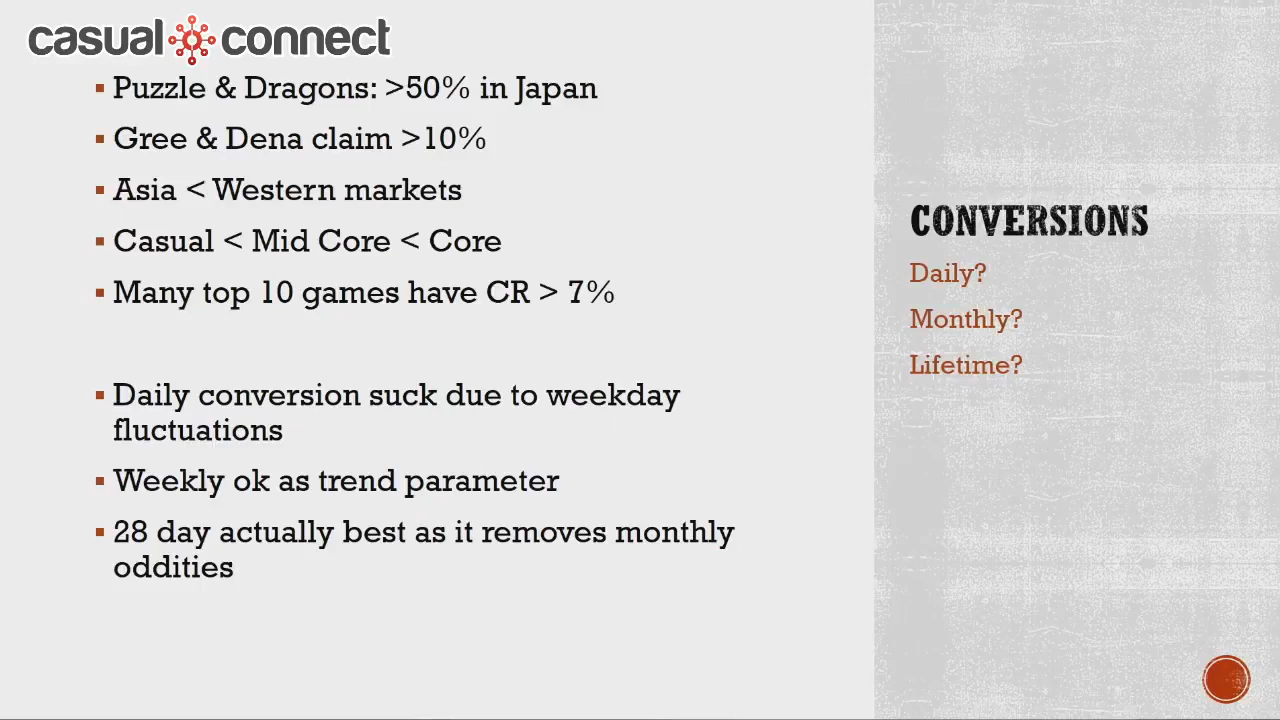 casual connect
Puzzle & Dragons: >50% in Japan
Gree & Dena claim >10%
Asia < Western markets
Casual < Mid Core < Core
Many top 10 games have CR > 7%
Daily conversion suck due to weekday
fluctuations
Weekly ok as trend parameter
28 day actually best as it removes monthly
oddities
CONVERSIONS
Daily?
Monthly?
Lifetime?